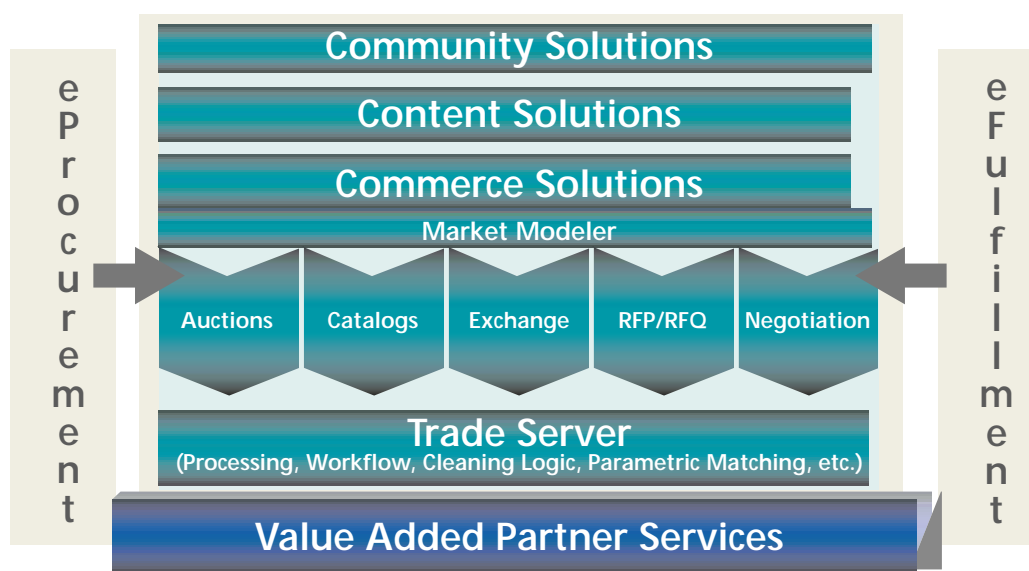 eProcurement
Community Solutions
Content Solutions
Commerce Solutions
Market Modeler
Auctions
Catalogs
Exchange
RFP/RFQ
Negotiation
Trade Server
(Processing, Workflow, Cleaning Logic, Parametric Matching, etc.)
Value Added Partner Services
eFulfillment